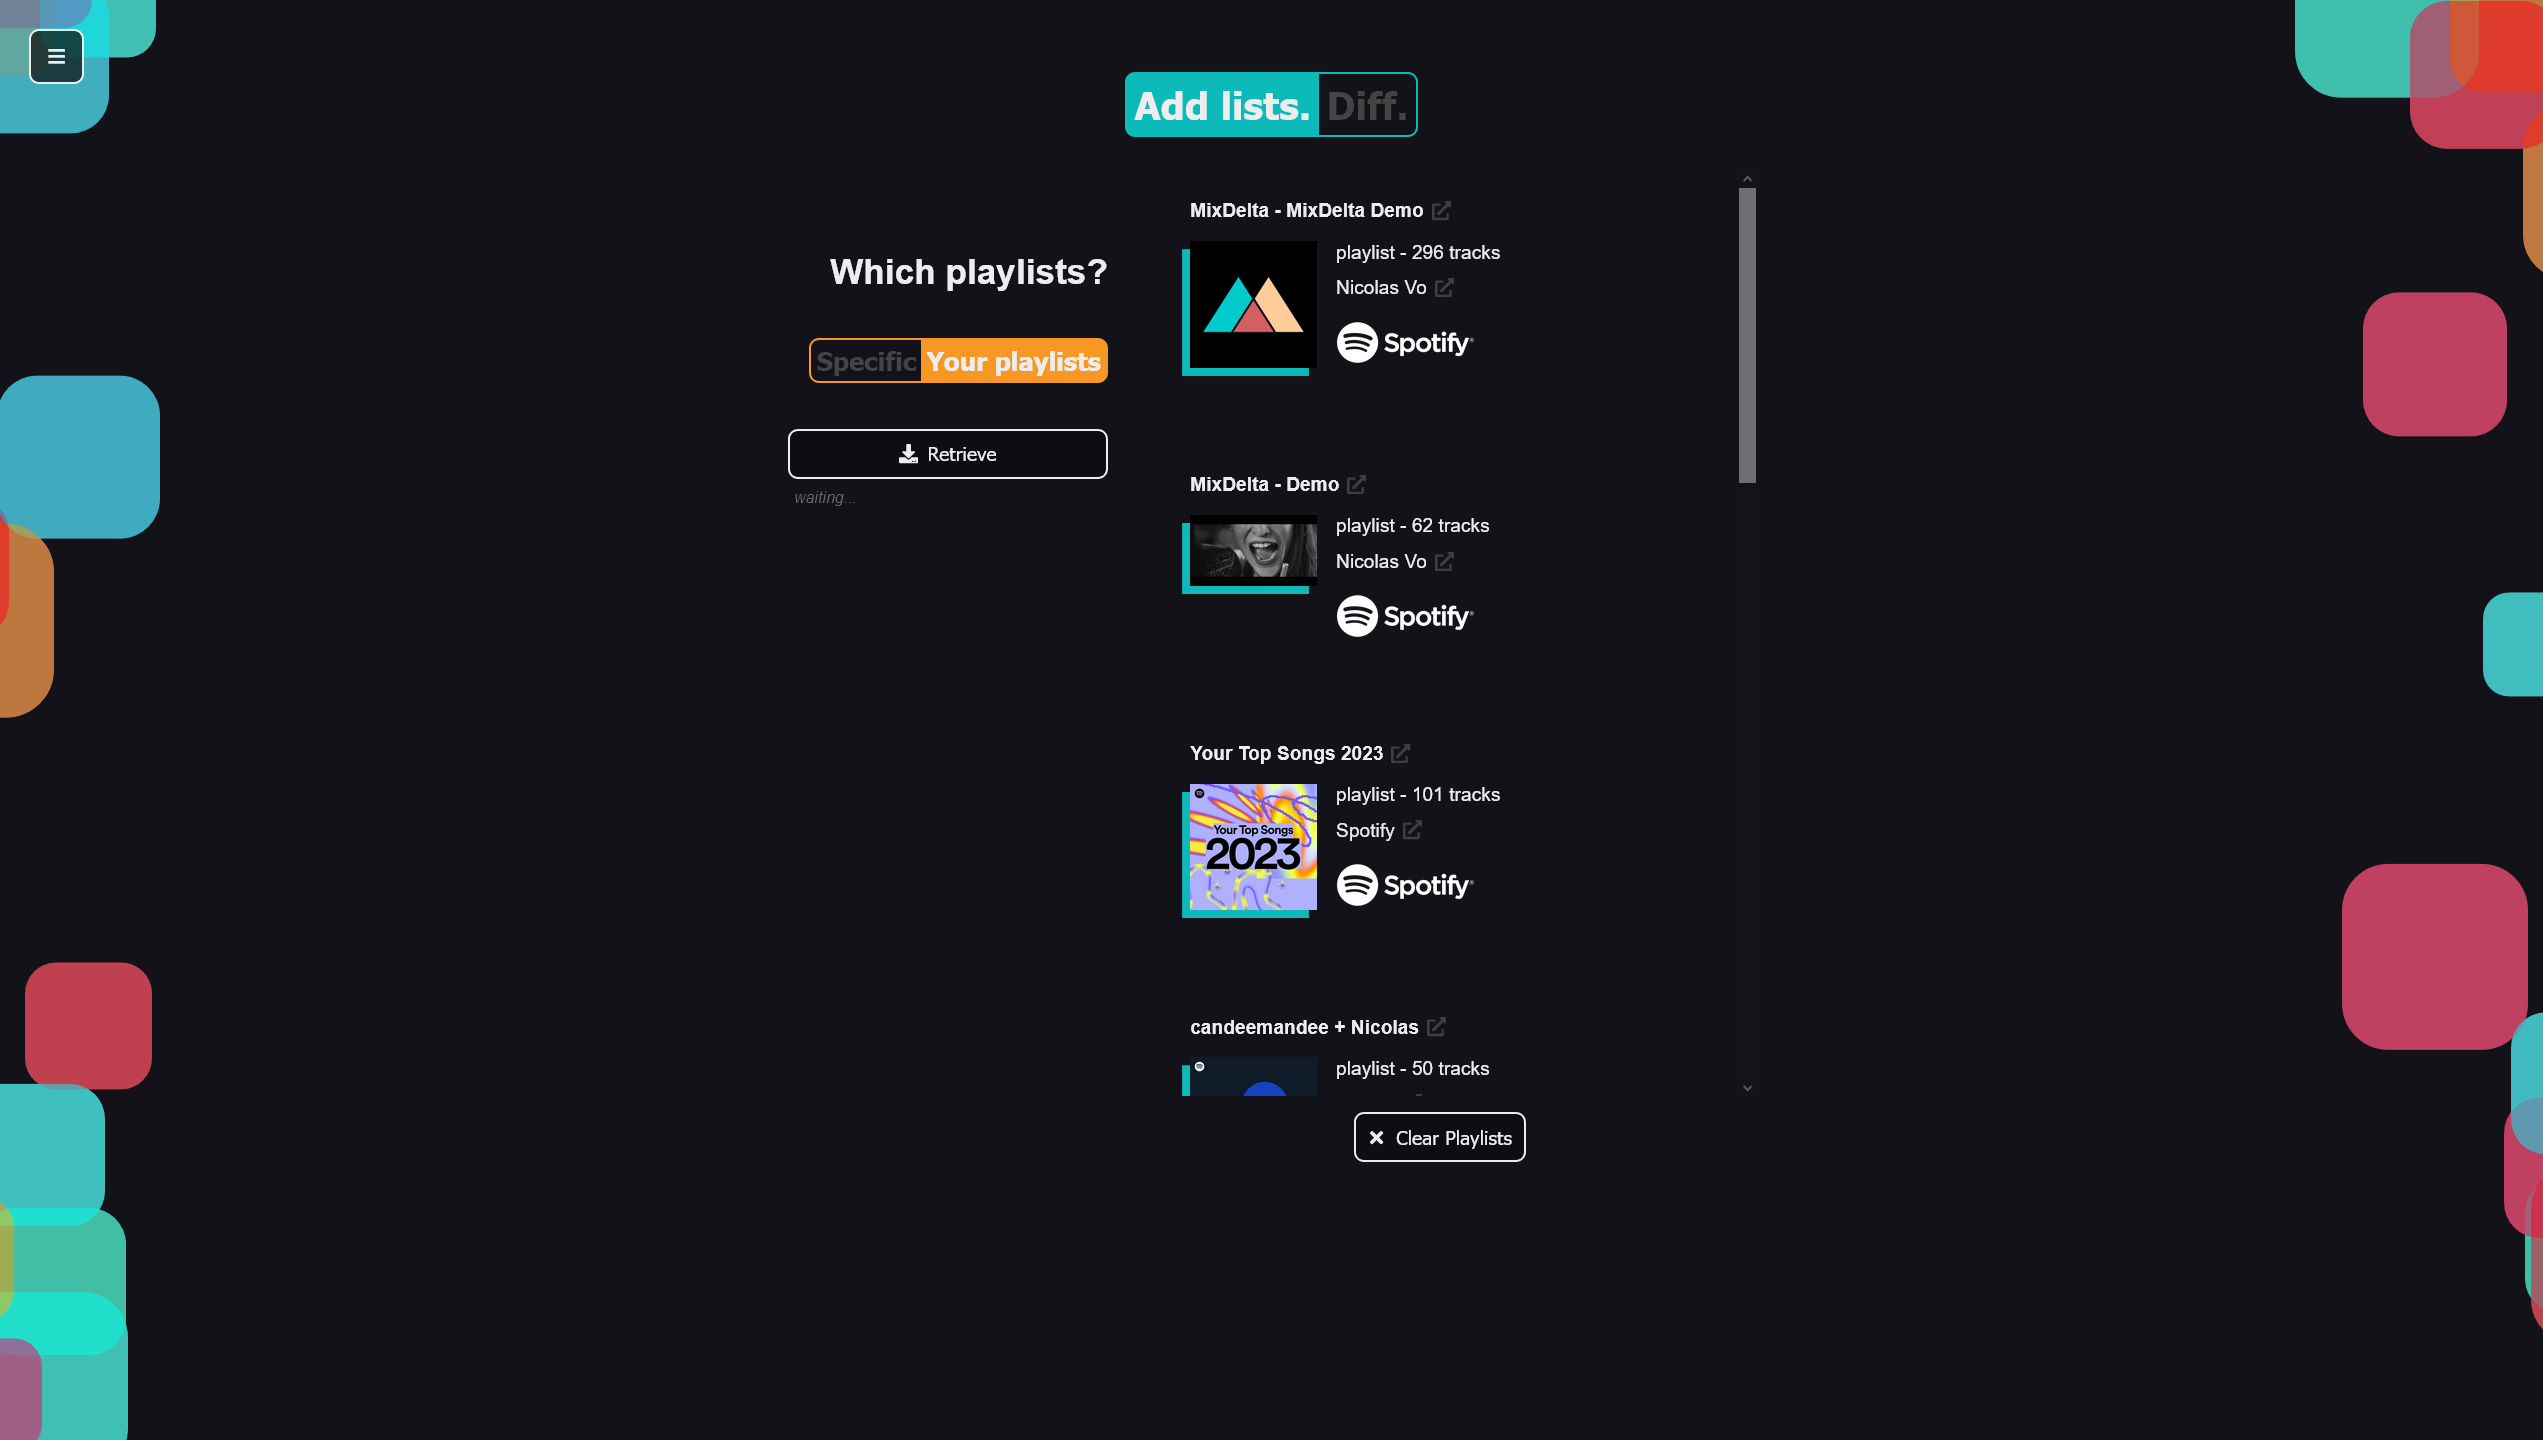 Add lists. Diff.
Which playlists?
Specific Your playlists
Retrieve
waiting...
MixDelta - MixDelta Demo
playlist - 296 tracks
Nicolas Vo
Spotify
MixDelta - Demo
playlist - 62 tracks
Nicolas Vo
Spotify
Your Top Songs 2023
Your Top Songs
2023
playlist - 101 tracks
Spotify
Spotify
candeemandee + Nicolas
playlist - 50 tracks
Clear Playlists